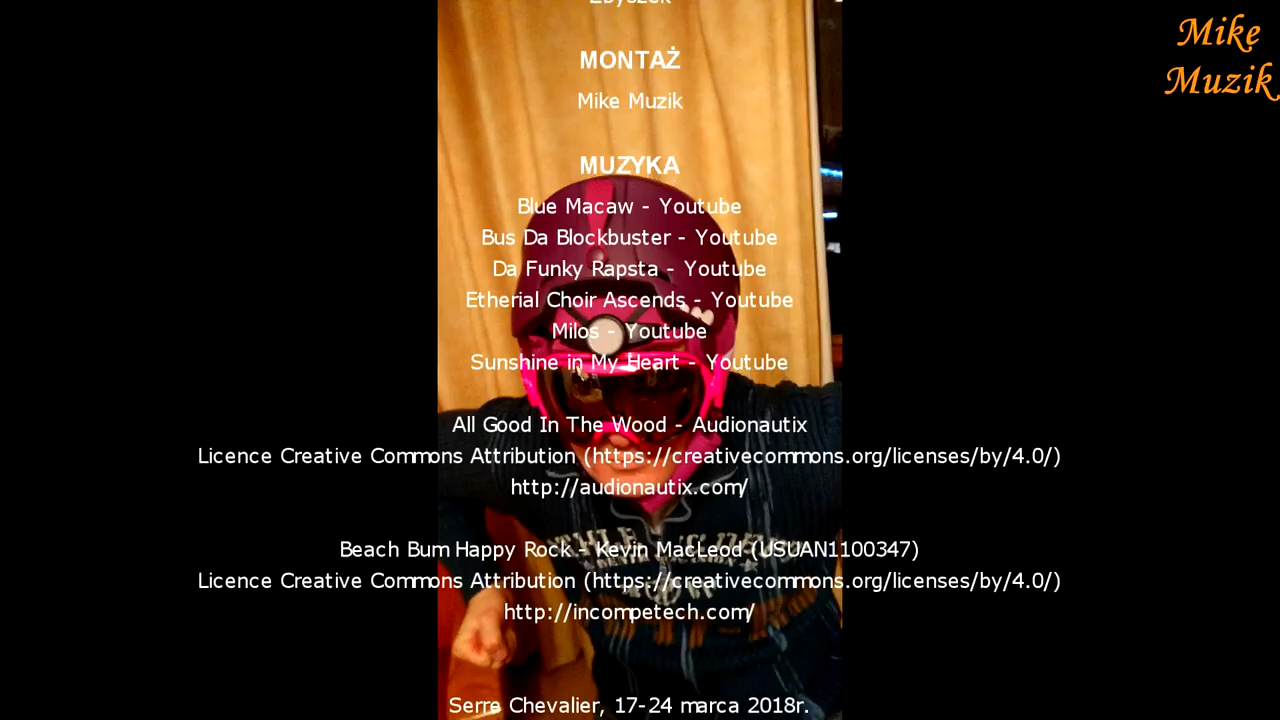 Zbyszek
Mike
Muzik
MONTAŻ
Mike Muzik
MUZYKA
Blue Macaw - Youtube
Bus Da Blockbuster - Youtube
Da Funky Rapsta - Youtube
Etherial Choir Ascends - Youtube
Milos - Youtube
Sunshine in My Heart - Youtube
All Good In The Wood - Audionautix
Licence Creative Commons Attribution (https://creativecommons.org/licenses/by/4.0/)
http://audionautix.com/
Beach Bum Happy Rock - Kevin MacLeod (USUAN1100347)
Licence Creative Commons Attribution (https://creativecommons.org/licenses/by/4.0/)
http://incompetech.com/
Serre Chevalier, 17-24 marca 2018r.